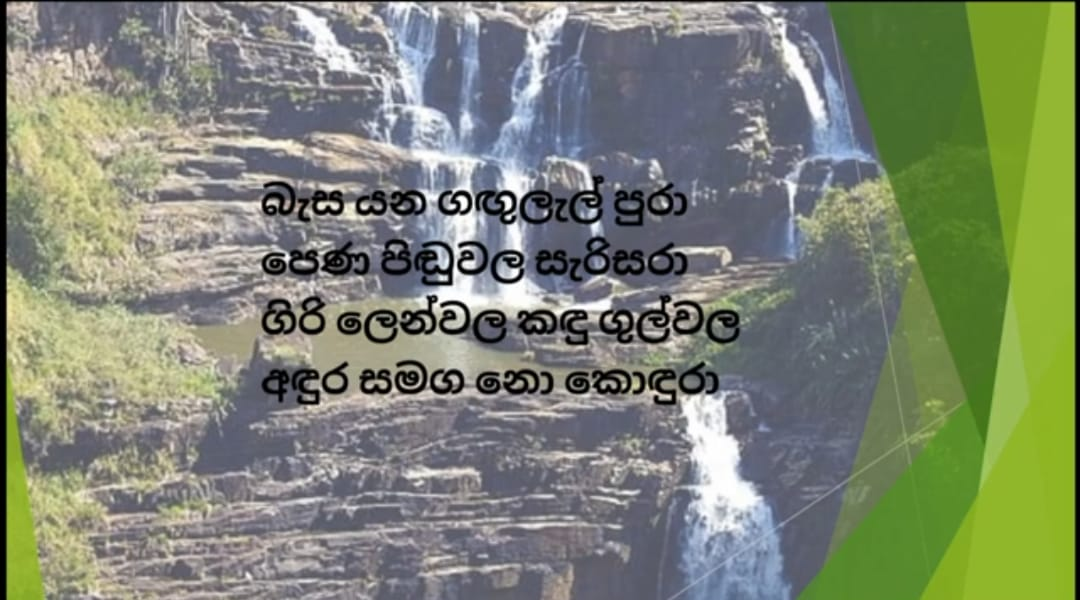 බැස යන ගඟුලැල් පුරා
පෙණ පිඬුවල සැරිසරා
ගිරි ලෙන්වල කඳු ගුල්වල
අඳුර සමග නො කොඳුරා